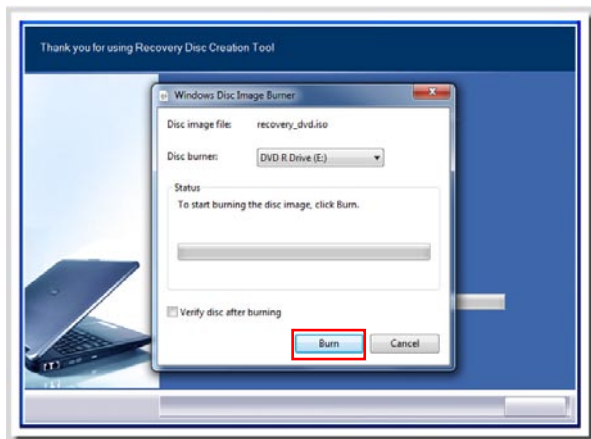 Thank you for using Recovery Disc Creation Tool
Windows Disc Image Burner
Disc image file: recovery_dvd.iso
Disc burner: DVD R Drive (E:)
Status
To start burning the disc image, click Burn.
Verify disc after burning
Burn Cancel